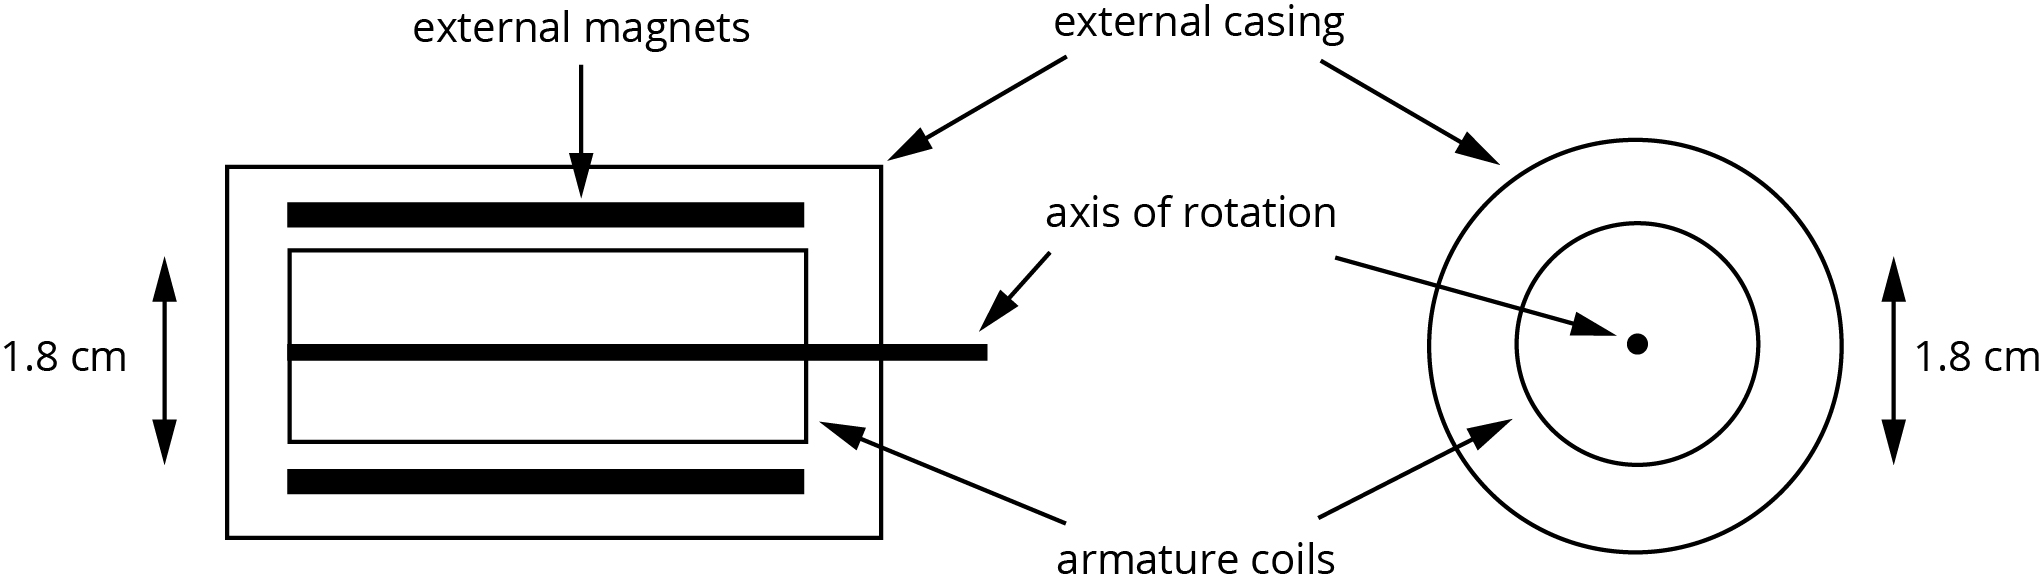 external magnets
external casing
axis of rotation
1.8 cm
1.8 cm
armature coils